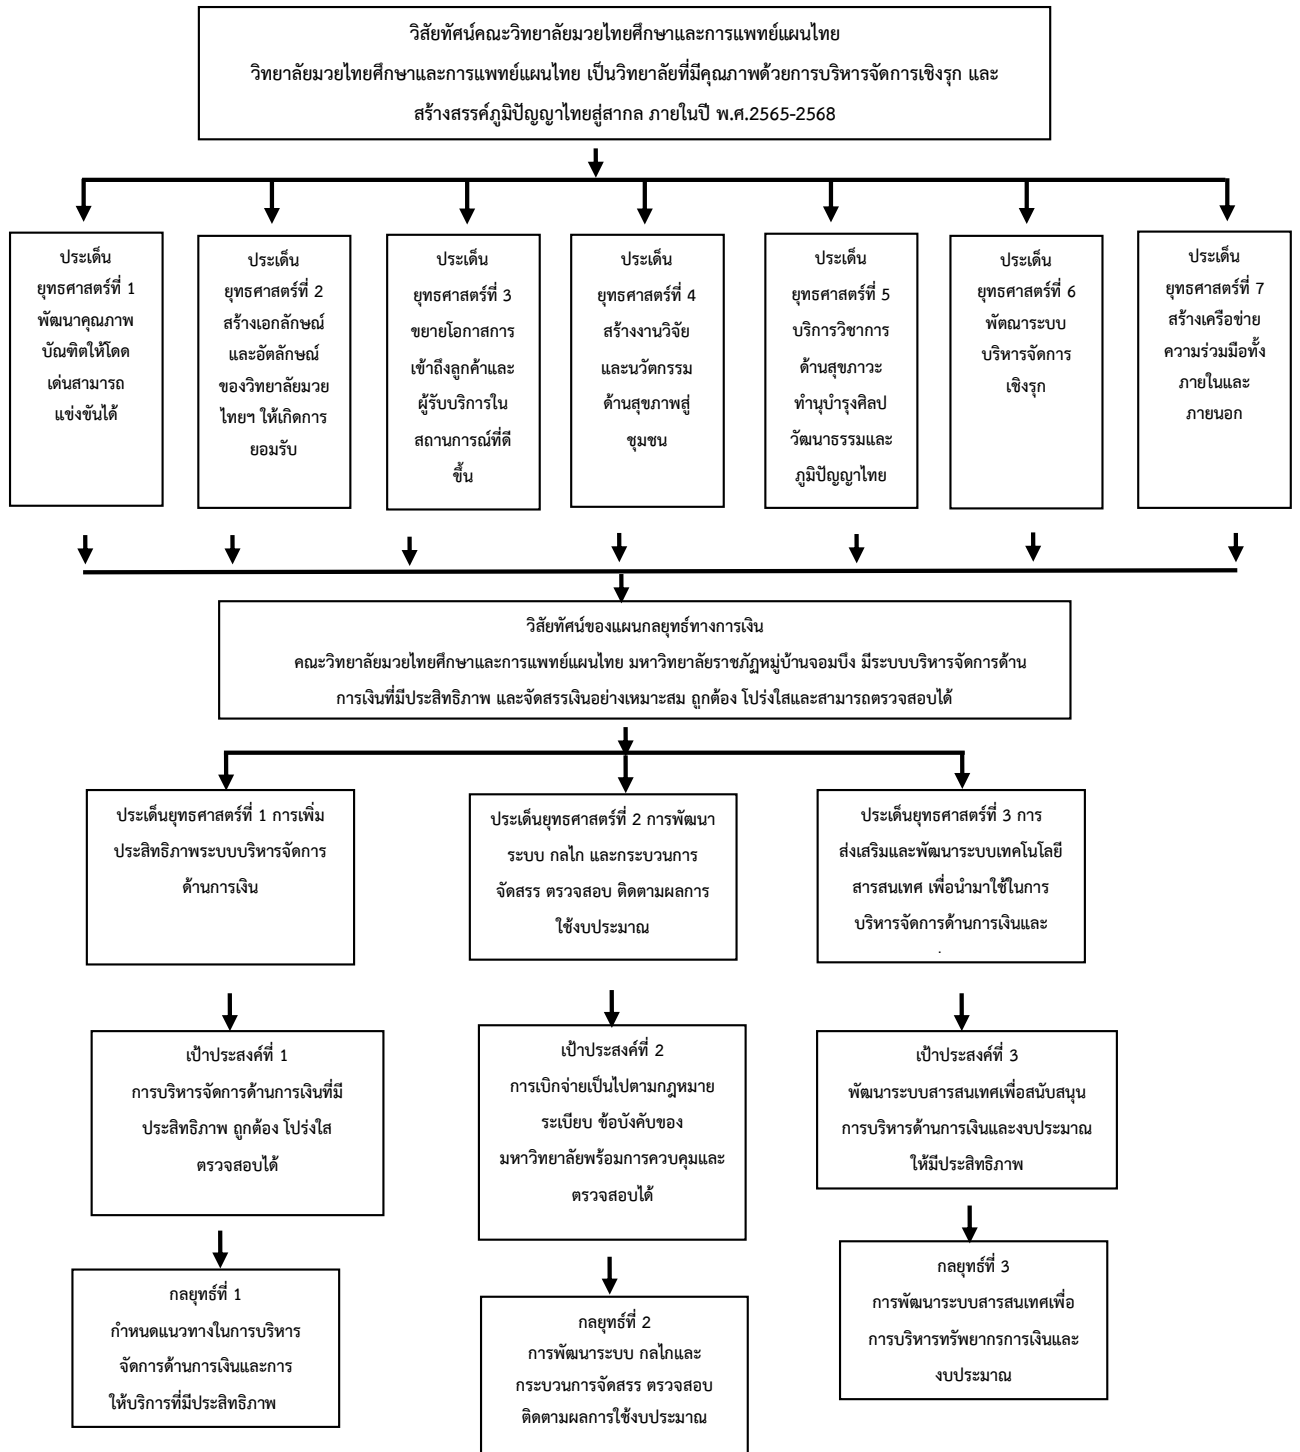 วิสัยทัศน์คณะวิทยาลัยมวยไทยศึกษาและการแพทย์แผนไทย
วิทยาลัยมวยไทยศึกษาและการแพทย์แผนไทย เป็นวิทยาลัยที่มีคุณภาพด้วยการบริหารจัดการเชิงรุก และ
สร้างสรรค์ภูมิปัญญาไทยสู่สากล ภายในปี พ.ศ.2565-2568
ประเด็น
ยุทธศาสตร์ที่ 1
พัฒนาคุณภาพ
บัณฑิตให้โดด
เด่นสามารถ
แข่งขันได้
ประเด็น
ยุทธศาสตร์ที่ 2
สร้างเอกลักษณ์
และอัตลักษณ์
ของวิทยาลัยมวย
ไทยฯ ให้เกิดการ
ยอมรับ
ประเด็น
ยุทธศาสตร์ที่ 3
ขยายโอกาสการ
เข้าถึงลูกค้าและ
ผู้รับบริการใน
สถานการณ์ที่ดี
ขึ้น
ประเด็น
ยุทธศาสตร์ที่ 4
สร้างงานวิจัย
และนวัตกรรม
ด้านสุขภาพสู่
ชุมชน
ประเด็น
ยุทธศาสตร์ที่ 5
บริการวิชาการ
ด้านสุขภาวะ
ทำนุบำรุงศิลป
วัฒนาธรรมและ
ภูมิปัญญาไทย
ประเด็น
ยุทธศาสตร์ที่ 6
พัตณาระบบ
บริหารจัดการ
เชิงรุก
ประเด็น
ยุทธศาสตร์ที่ 7
สร้างเครือข่าย
ความร่วมมือทั้ง
ภายในและ
ภายนอก
วิสัยทัศน์ของแผนกลยุทธ์ทางการเงิน
คณะวิทยาลัยมวยไทยศึกษาและการแพทย์แผนไทย มหาวิทยาลัยราชภัฏหมู่บ้านจอมบึง มีระบบบริหารจัดการด้าน
การเงินที่มีประสิทธิภาพ และจัดสรรเงินอย่างเหมาะสม ถูกต้อง โปร่งใสและสามารถตรวจสอบได้
ประเด็นยุทธศาสตร์ที่ 1 การเพิ่ม
ประสิทธิภาพระบบบริหารจัดการ
ด้านการเงิน
ประเด็นยุทธศาสตร์ที่ 2 การพัฒนา
ระบบ กลไก และกระบวนการ
จัดสรร ตรวจสอบ ติดตามผลการ
ใช้งบประมาณ
ประเด็นยุทธศาสตร์ที่ 3 การ
ส่งเสริมและพัฒนาระบบเทคโนโลยี
สารสนเทศ เพื่อนำมาใช้ในการ
บริหารจัดการด้านการเงินและ
เป้าประสงค์ที่ 1
การบริหารจัดการด้านการเงินที่มี
ประสิทธิภาพ ถูกต้อง โปร่งใส
ตรวจสอบได้
เป้าประสงค์ที่ 2
การเบิกจ่ายเป็นไปตามกฎหมาย
ระเบียบ ข้อบังคับของ
มหาวิทยาลัยพร้อมการควบคุมและ
ตรวจสอบได้
เป้าประสงค์ที่ 3
พัฒนาระบบสารสนเทศเพื่อสนับสนุน
การบริหารด้านการเงินและงบประมาณ
ให้มีประสิทธิภาพ
กลยุทธ์ที่ 1
กำหนดแนวทางในการบริหาร
จัดการด้านการเงินและการ
ให้บริการที่มีประสิทธิภาพ
กลยุทธ์ที่ 2
การพัฒนาระบบ กลไกและ
กระบวนการจัดสรร ตรวจสอบ
ติดตามผลการใช้งบประมาณ
กลยุทธ์ที่ 3
การพัฒนาระบบสารสนเทศเพื่อ
การบริหารทรัพยากรการเงินและ
งบประมาณ